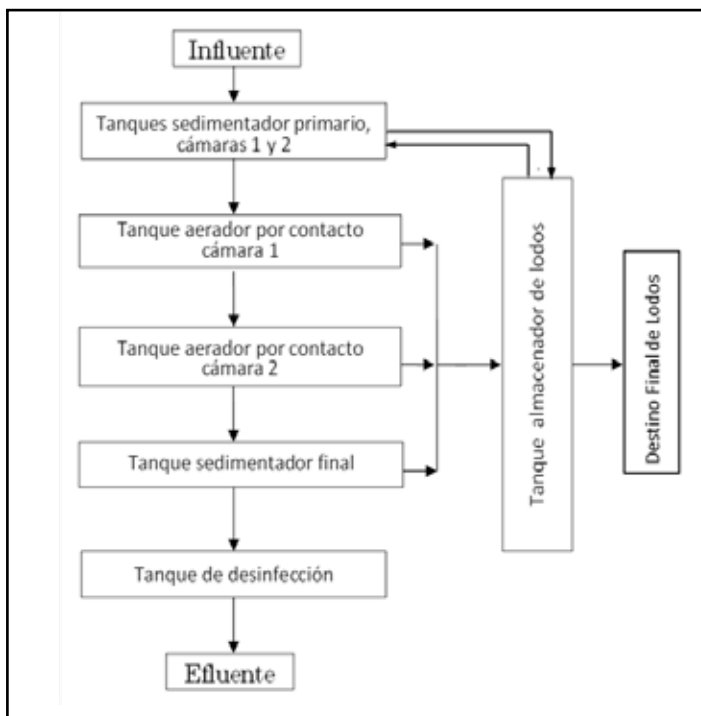 Influente
Tanques sedimentador primario,
cámaras 1 y 2
Tanque aerador por contacto
cámara 1
Tanque aerador por contacto
cámara 2
Tanque sedimentador final
Tanque de desinfección
Efluente
Tanque almacenador de lodos
Destino Final de Lodos